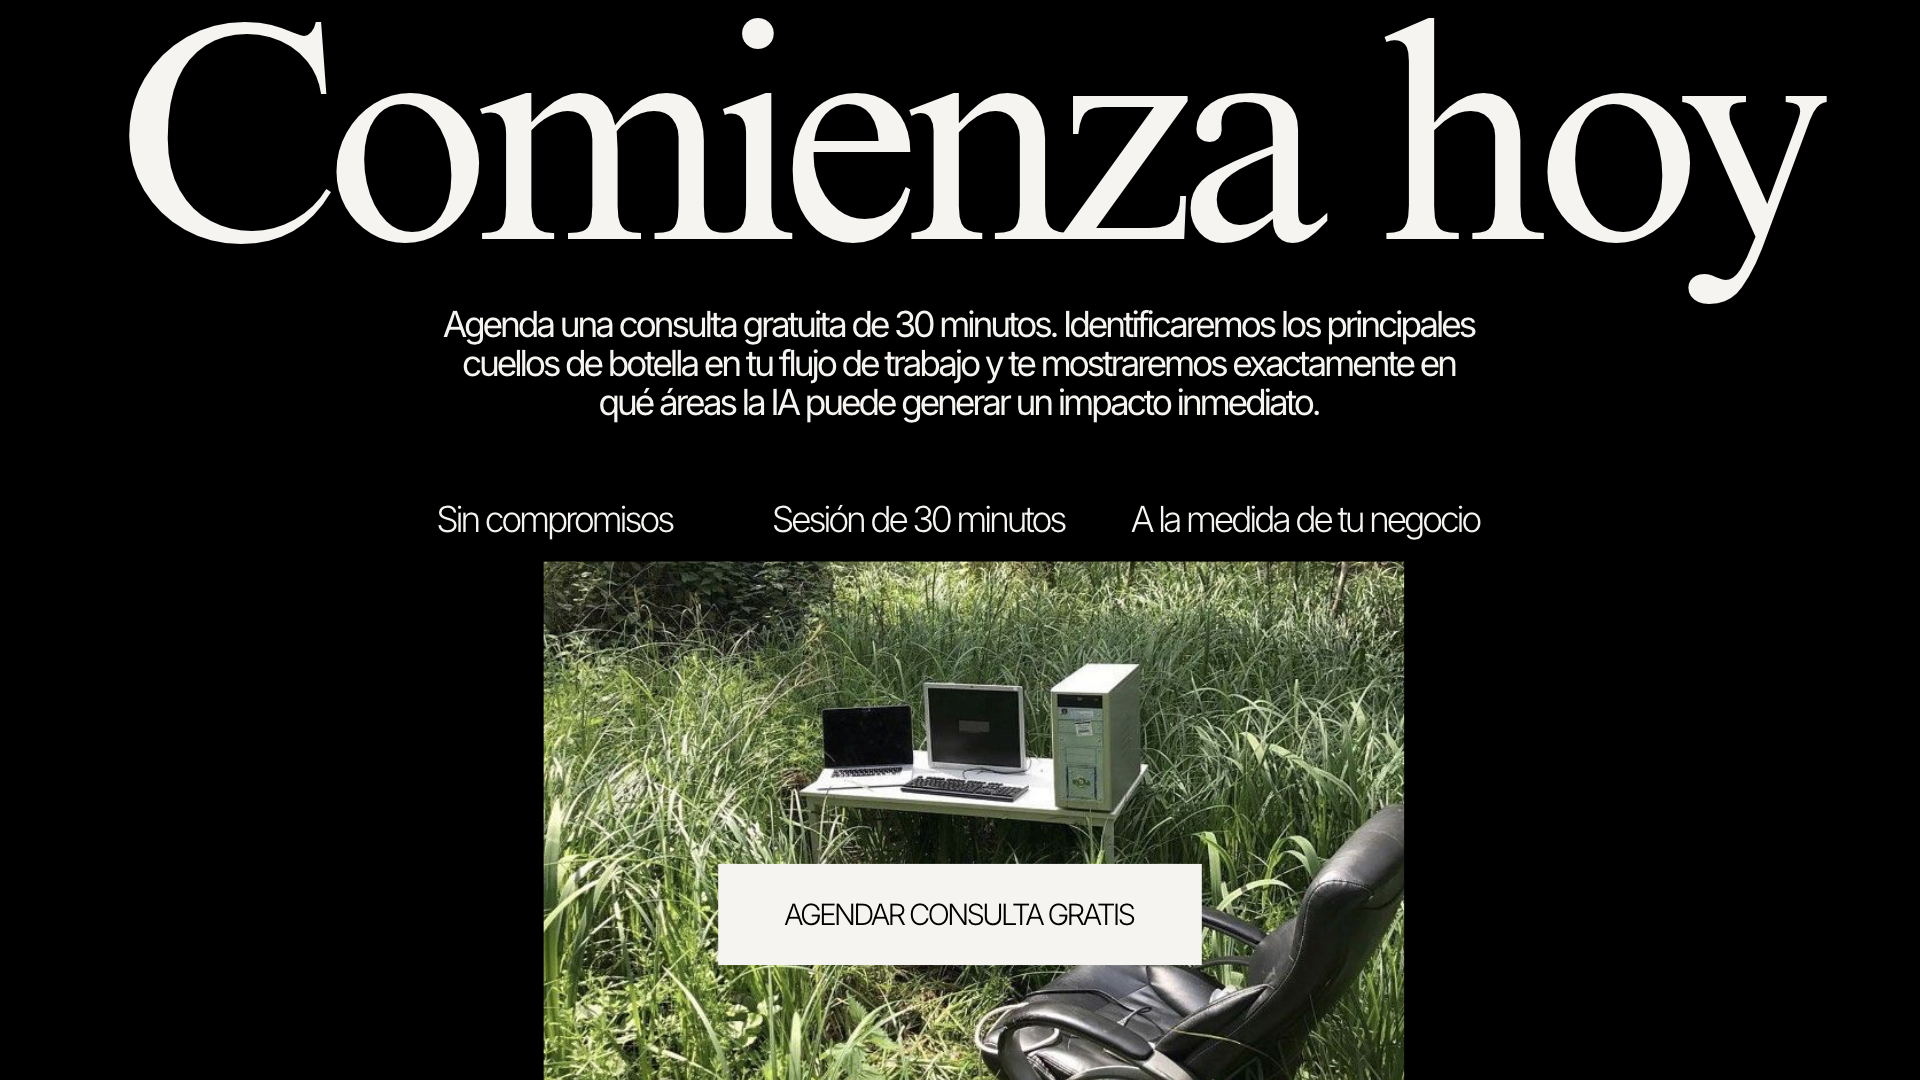 Comienza hoy
Agenda una consulta gratuita de 30 minutos. Identificaremos los principales
cuellos de botella en tu flujo de trabajo y te mostraremos exactamente en
qué áreas la IA puede generar un impacto inmediato.
Sin compromisos
Sesión de 30 minutos
A la medida de tu negocio
AGENDAR CONSULTA GRATIS